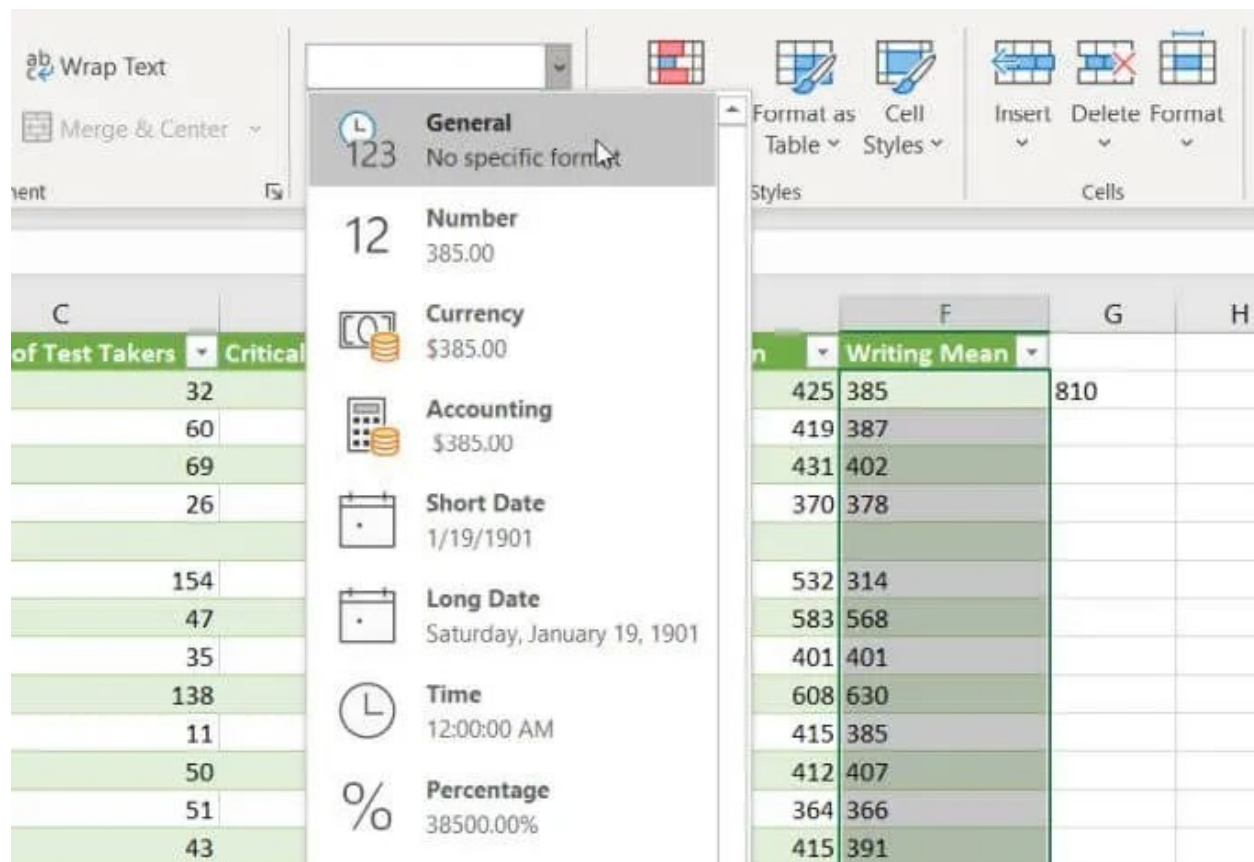 ab Wrap Text
Merge & Center
Format as Table
Cell Styles
Insert
Delete
Format
Styles
Cells
General
No specific format
Number
385.00
Currency
$385.00
Accounting
$385.00
Short Date
1/19/1901
Long Date
Saturday, January 19, 1901
Time
12:00:00 AM
Percentage
38500.00%
123
12
%
C F G H
of Test Takers Critical Writing Mean
32 425 385 810
60 419 387
69 431 402
26 370 378
154 532 314
47 583 568
35 401 401
138 608 630
11 415 385
50 412 407
51 364 366
43 415 391